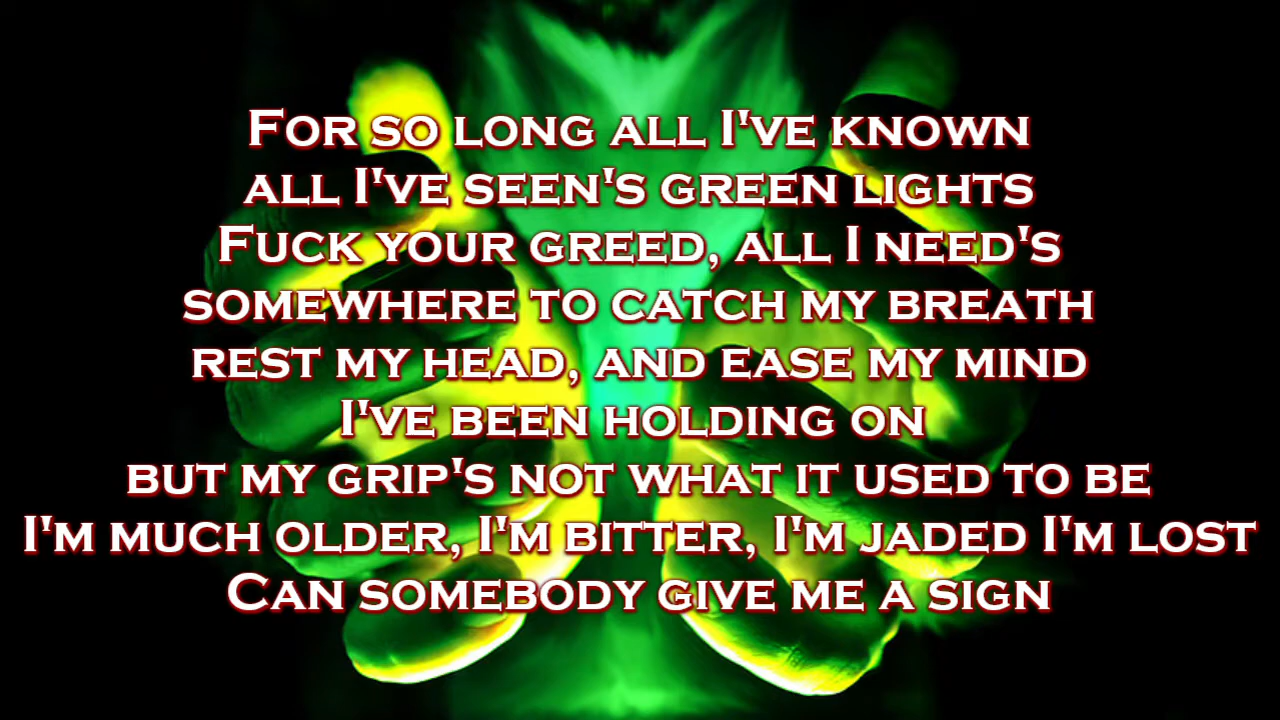 For so long all I've known
all I've seen's green lights
Fuck your greed, all I need's
somewhere to catch my breath
rest my head, and ease my mind
I've been holding on
but my grip's not what it used to be
I'm much older, I'm bitter, I'm jaded I'm lost
Can somebody give me a sign